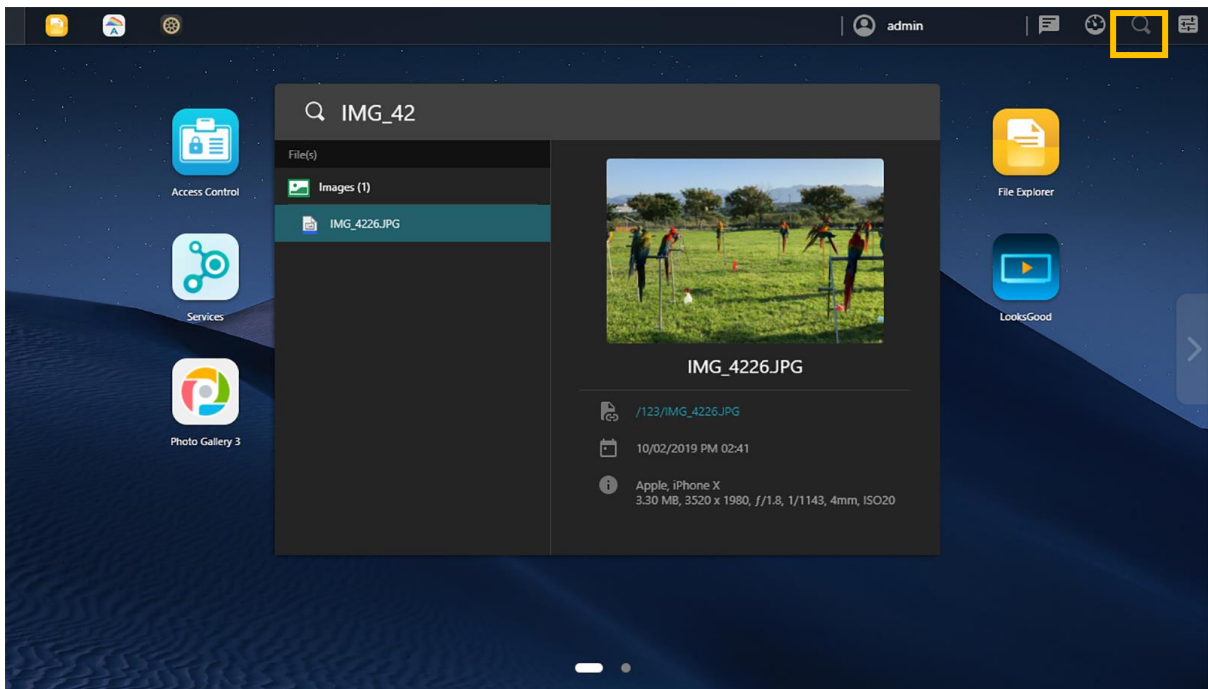 admin
IMG_42
File(s)
Images (1)
IMG_4226.JPG
IMG_4226.JPG
/123/IMG_4226.JPG
10/02/2019 PM 02:41
Apple, iPhone X
3.30 MB, 3520 x 1980, ƒ/1.8, 1/1143, 4mm, ISO20
Access Control
Services
Photo Gallery 3
File Explorer
LooksGood